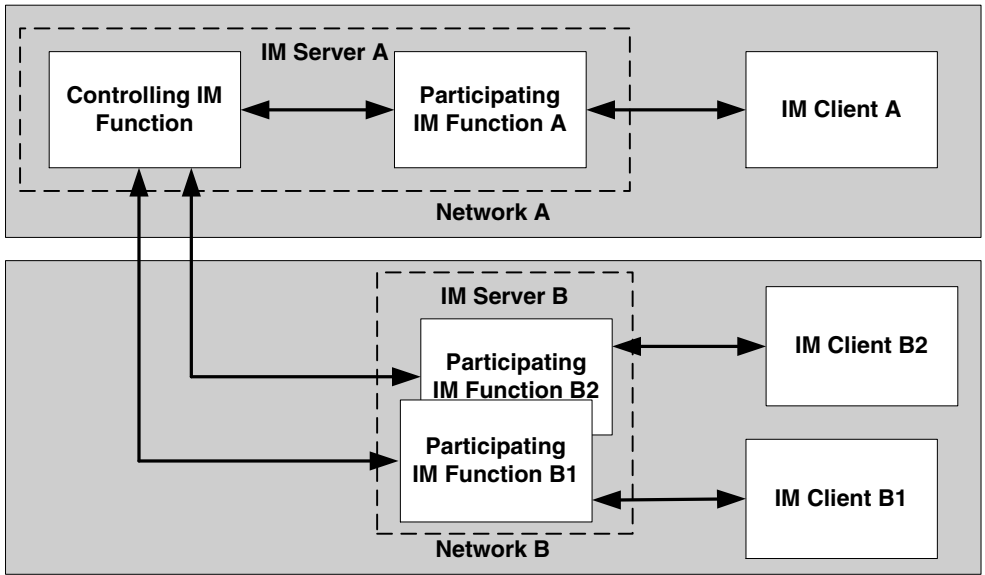 IM Server A
Controlling IM
Function
Participating
IM Function A
IM Client A
Network A
IM Server B
Participating
IM Function B2
IM Client B2
Participating
IM Function B1
IM Client B1
Network B